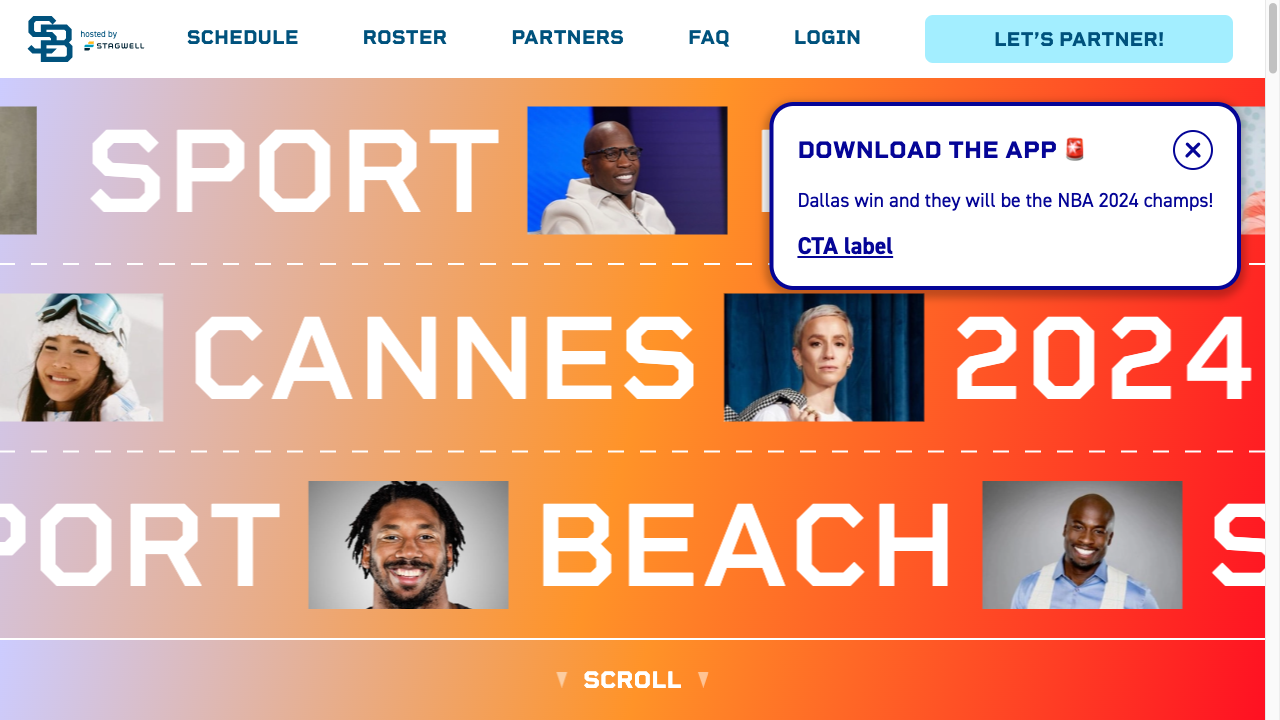 SB hosted by
STAGWELL
SCHEDULE ROSTER PARTNERS FAQ LOGIN LET’S PARTNER!
SPORT
DOWNLOAD THE APP 🚨
Dallas win and they will be the NBA 2024 champs!
CTA label
CANNES 2024
PORT BEACH S
SCROLL